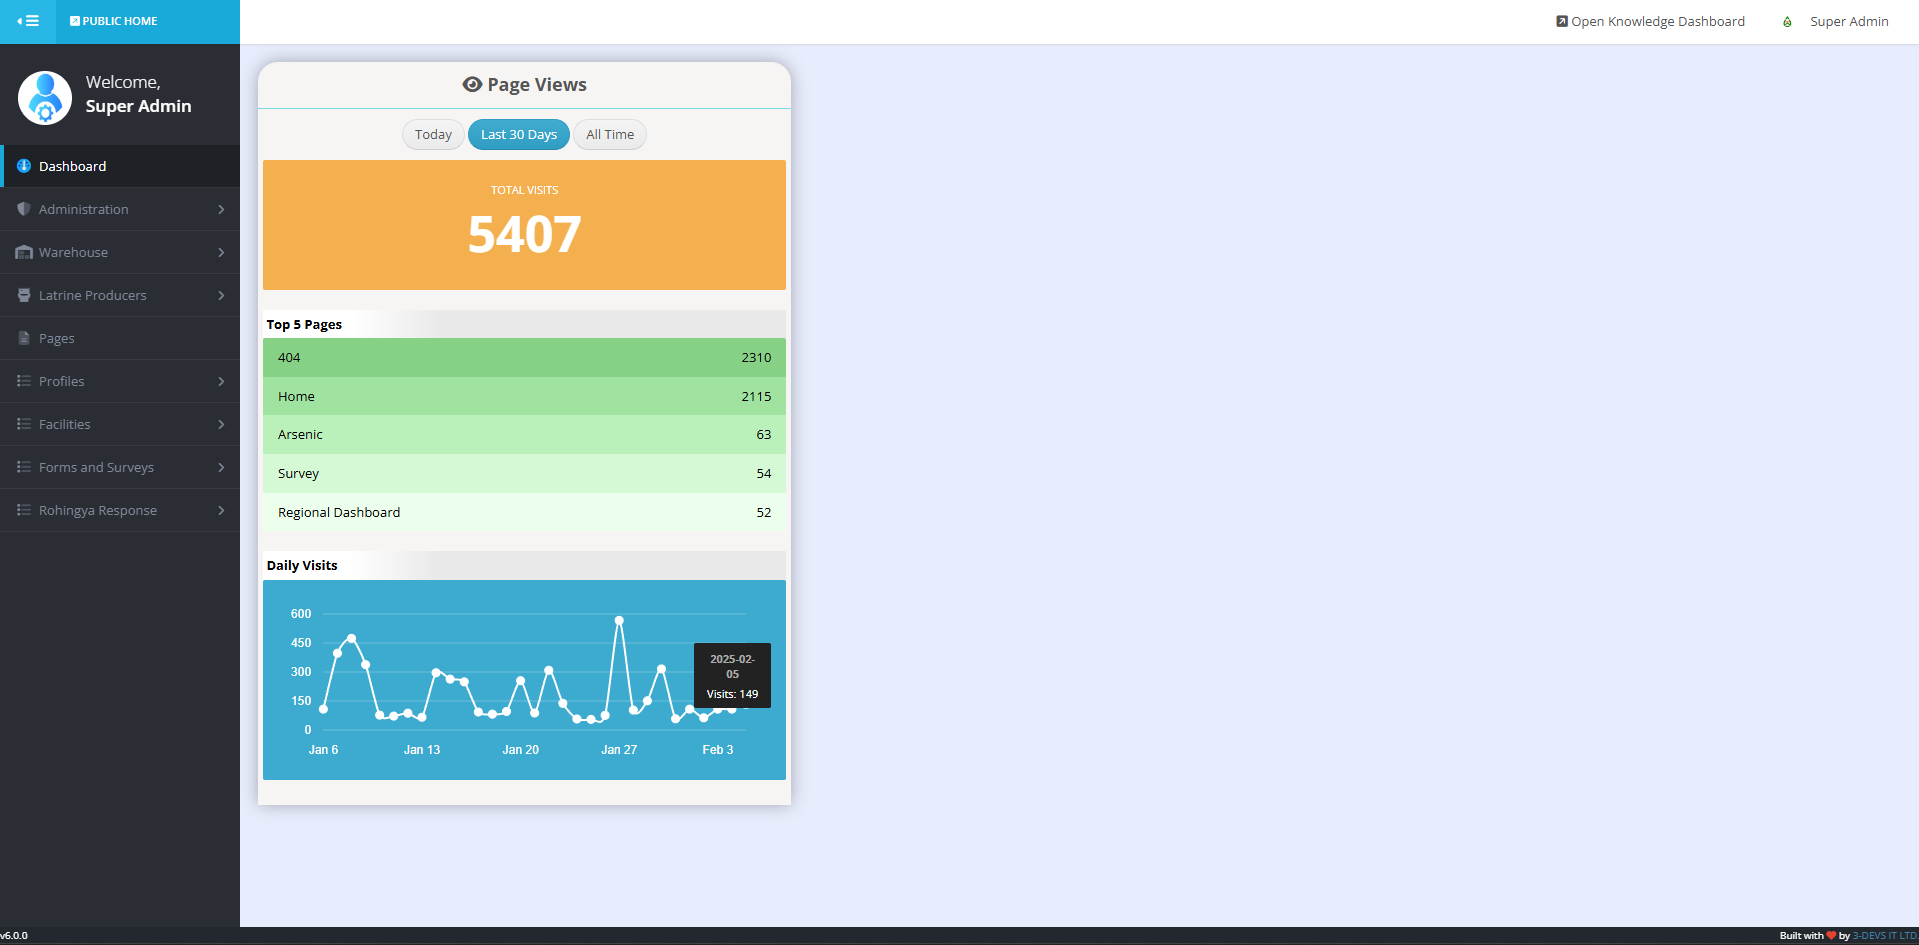 PUBLIC HOME
Open Knowledge Dashboard
Super Admin
Welcome,
Super Admin
Dashboard
Administration
Warehouse
Latrine Producers
Pages
Profiles
Facilities
Forms and Surveys
Rohingya Response
Page Views
Today Last 30 Days All Time
TOTAL VISITS
5407
Top 5 Pages
404 2310
Home 2115
Arsenic 63
Survey 54
Regional Dashboard 52
Daily Visits
600
450
300
150
0
Jan 6 Jan 13 Jan 20 Jan 27 Feb 3
2025-02-
05
Visits: 149
v6.0.0
Built with by 3-DEVS IT LTD